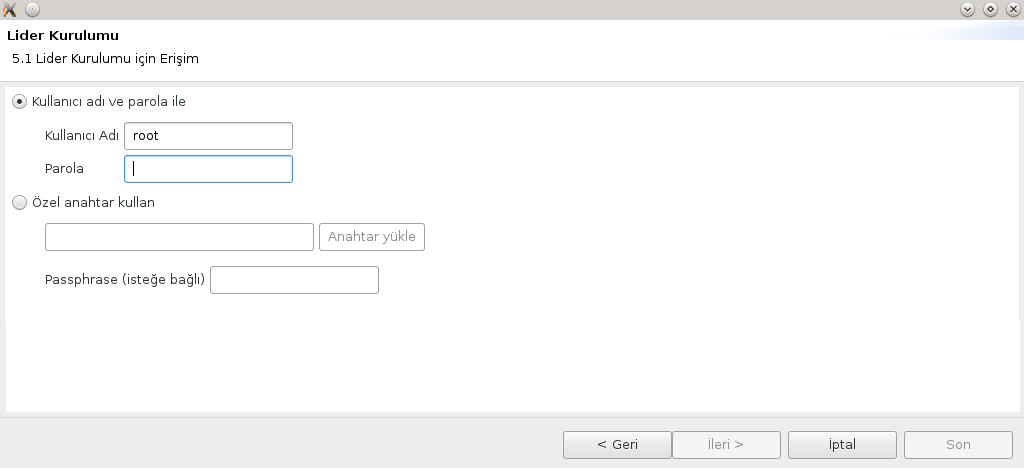 Lider Kurulumu
5.1 Lider Kurulumu için Erişim
Kullanıcı adı ve parola ile
Kullanıcı Adı root
Parola
Özel anahtar kullan
Anahtar yükle
Passphrase (isteğe bağlı)
< Geri İleri > İptal Son